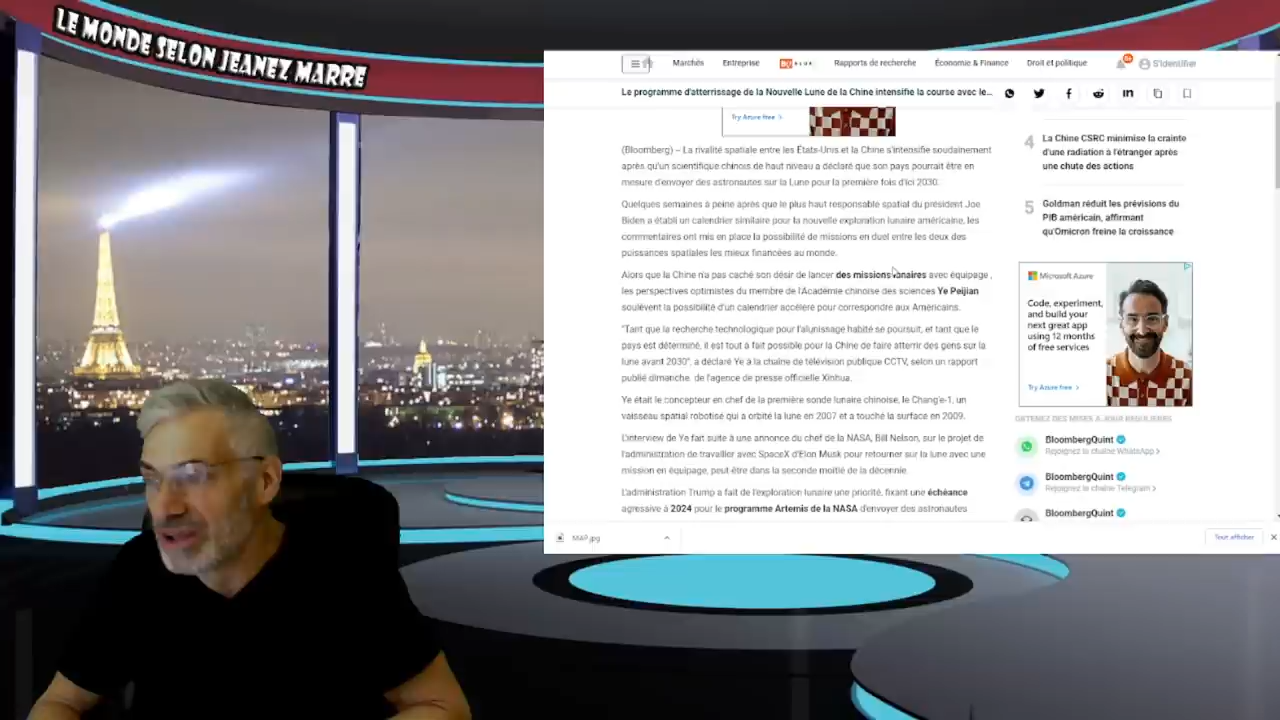 LE MONDE SELON JEANEZ MARRE
Marchés Entreprise Rapports de recherche Économie & Finance Droit et politique S'identifier
Le programme d'atterrissage de la Nouvelle Lune de la Chine intensifie la course avec le...
Try Azure free >
(Bloomberg) – La rivalité spatiale entre les États-Unis et la Chine s'intensifie soudainement
après qu'un scientifique chinois de haut niveau a déclaré que son pays pourrait être en
mesure d'envoyer des astronautes sur la Lune pour la première fois d'ici 2030.
Quelques semaines à peine après que le plus haut responsable spatial du président Joe
Biden a établi un calendrier similaire pour la nouvelle exploration lunaire américaine, les
commentaires ont mis en place la possibilité de missions en duel entre les deux des
puissances spatiales les mieux financées au monde.
Alors que la Chine n'a pas caché son désir de lancer des missions lunaires avec équipage ,
les perspectives optimistes du membre de l'Académie chinoise des sciences Ye Peijian
soulèvent la possibilité d'un calendrier accéléré pour correspondre aux Américains.
"Tant que la recherche technologique pour l'alunissage habité se poursuit, et tant que le
pays est déterminé, il est tout à fait possible pour la Chine de faire atterrir des gens sur la
lune avant 2030", a déclaré Ye à la chaîne de télévision publique CCTV, selon un rapport
publié dimanche de l'agence de presse officielle Xinhua.
Ye était le concepteur en chef de la première sonde lunaire chinoise, le Chang'e-1, un
vaisseau spatial robotisé qui a orbité la lune en 2007 et a touché la surface en 2009.
L'interview de Ye fait suite à une annonce du chef de la NASA, Bill Nelson, sur le projet de
l'administration de travailler avec SpaceX d'Elon Musk pour retourner sur la lune avec une
mission en équipage, peut-être dans la seconde moitié de la décennie.
L'administration Trump a fait de l'exploration lunaire une priorité, fixant une échéance
agressive à 2024 pour le programme Artemis de la NASA d'envoyer des astronautes
4 La Chine CSRC minimise la crainte
d'une radiation à l'étranger après
une chute des actions
5 Goldman réduit les prévisions du
PIB américain, affirmant
qu'Omicron freine la croissance
Microsoft Azure
Code, experiment,
and build your
next great app
using 12 months
of free services
Try Azure free >
OBTENEZ DES MISES À JOUR RÉGULIÈRES
BloombergQuint
Rejoignez la chaîne WhatsApp >
BloombergQuint
Rejoignez la chaîne Telegram >
BloombergQuint
MAP.jpg
Tout afficher